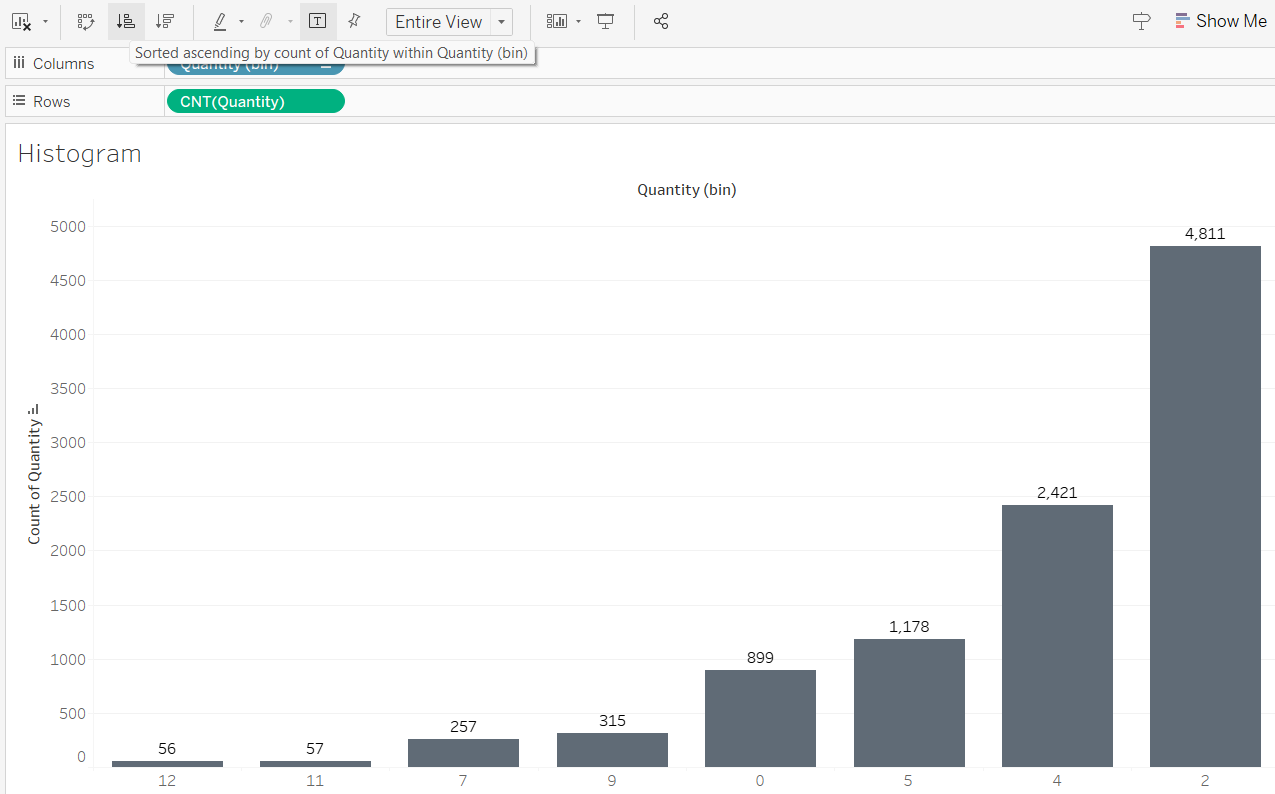 Entire View
Show Me
Sorted ascending by count of Quantity within Quantity (bin)
Columns
Quantity (bin)
Rows
CNT(Quantity)
Histogram
Quantity (bin)
5000
4500
4000
3500
3000
2500
2000
1500
1000
500
0
Count of Quantity
56
57
257
315
899
1,178
2,421
4,811
12
11
7
9
0
5
4
2